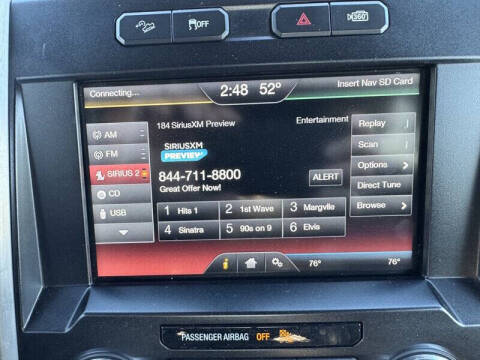 OFF
360
Connecting...
2:48 52°
Insert Nav SD Card
184 SiriusXM Preview
Entertainment
Replay
AM
SIRIUSXM
PREVIEW
Scan
FM
SIRIUS 2
844-711-8800
ALERT
Options >
Great Offer Now!
Direct Tune
CD
1 Hits 1
2 1st Wave
3 Margvlle
Browse >
USB
4 Sinatra
5 90s on 9
6 Elvis
i
76°
76°
PASSENGER AIRBAG OFF